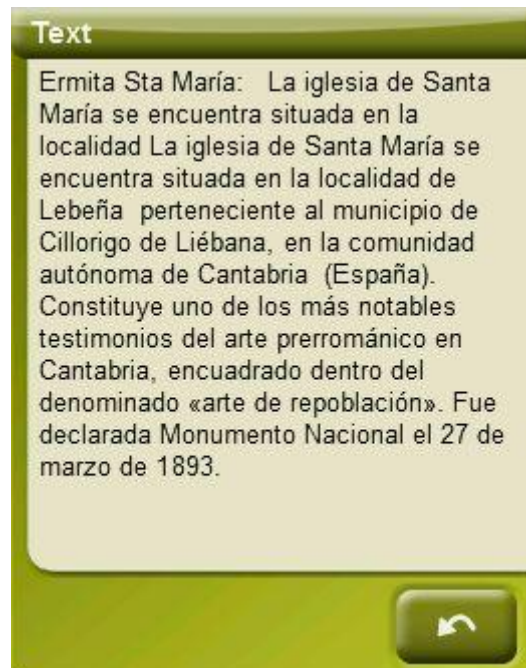 Text
Ermita Sta María:   La iglesia de Santa
María se encuentra situada en la
localidad La iglesia de Santa María se
encuentra situada en la localidad de
Lebeña  perteneciente al municipio de
Cillorigo de Liébana, en la comunidad
autónoma de Cantabria  (España).
Constituye uno de los más notables
testimonios del arte prerrománico en
Cantabria, encuadrado dentro del
denominado «arte de repoblación». Fue
declarada Monumento Nacional el 27 de
marzo de 1893.